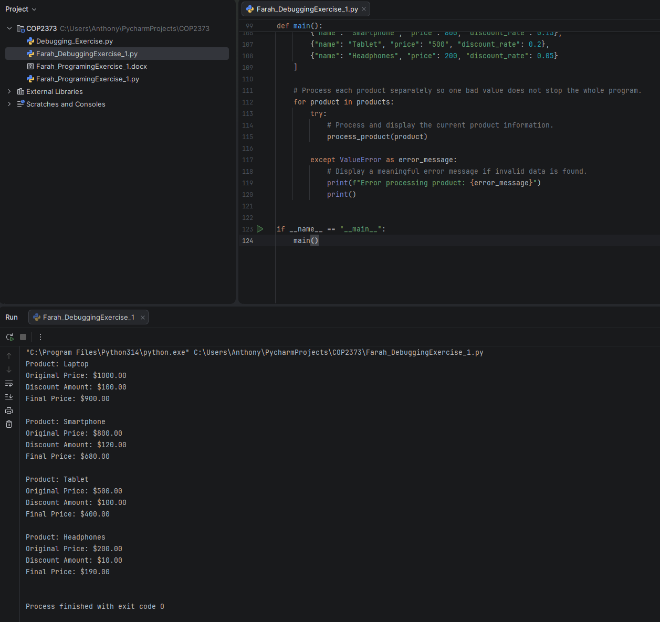 Project
COP2373 C:\Users\Anthony\PycharmProjects\COP2373
Debugging_Exercise.py
Farah_DebuggingExercise_1.py
Farah_ProgramingExercise_1.docx
Farah_ProgramingExercise_1.py
External Libraries
Scratches and Consoles
Farah_DebuggingExercise_1.py ×
99 def main():
106 {"name": "Smartphone", "price": 800, "discount_rate": 0.15},
107 {"name": "Tablet", "price": "500", "discount_rate": 0.2},
108 {"name": "Headphones", "price": 200, "discount_rate": 0.05}
109 ]
110
111 # Process each product separately so one bad value does not stop the whole program.
112 for product in products:
113 try:
114 # Process and display the current product information.
115 process_product(product)
116
117 except ValueError as error_message:
118 # Display a meaningful error message if invalid data is found.
119 print(f"Error processing product: {error_message}")
120 print()
121
122
123 if __name__ == "__main__":
124 main()
Run Farah_DebuggingExercise_1 ×
"C:\Program Files\Python314\python.exe" C:\Users\Anthony\PycharmProjects\COP2373\Farah_DebuggingExercise_1.py
Product: Laptop
Original Price: $1000.00
Discount Amount: $100.00
Final Price: $900.00
Product: Smartphone
Original Price: $800.00
Discount Amount: $120.00
Final Price: $680.00
Product: Tablet
Original Price: $500.00
Discount Amount: $100.00
Final Price: $400.00
Product: Headphones
Original Price: $200.00
Discount Amount: $10.00
Final Price: $190.00
Process finished with exit code 0